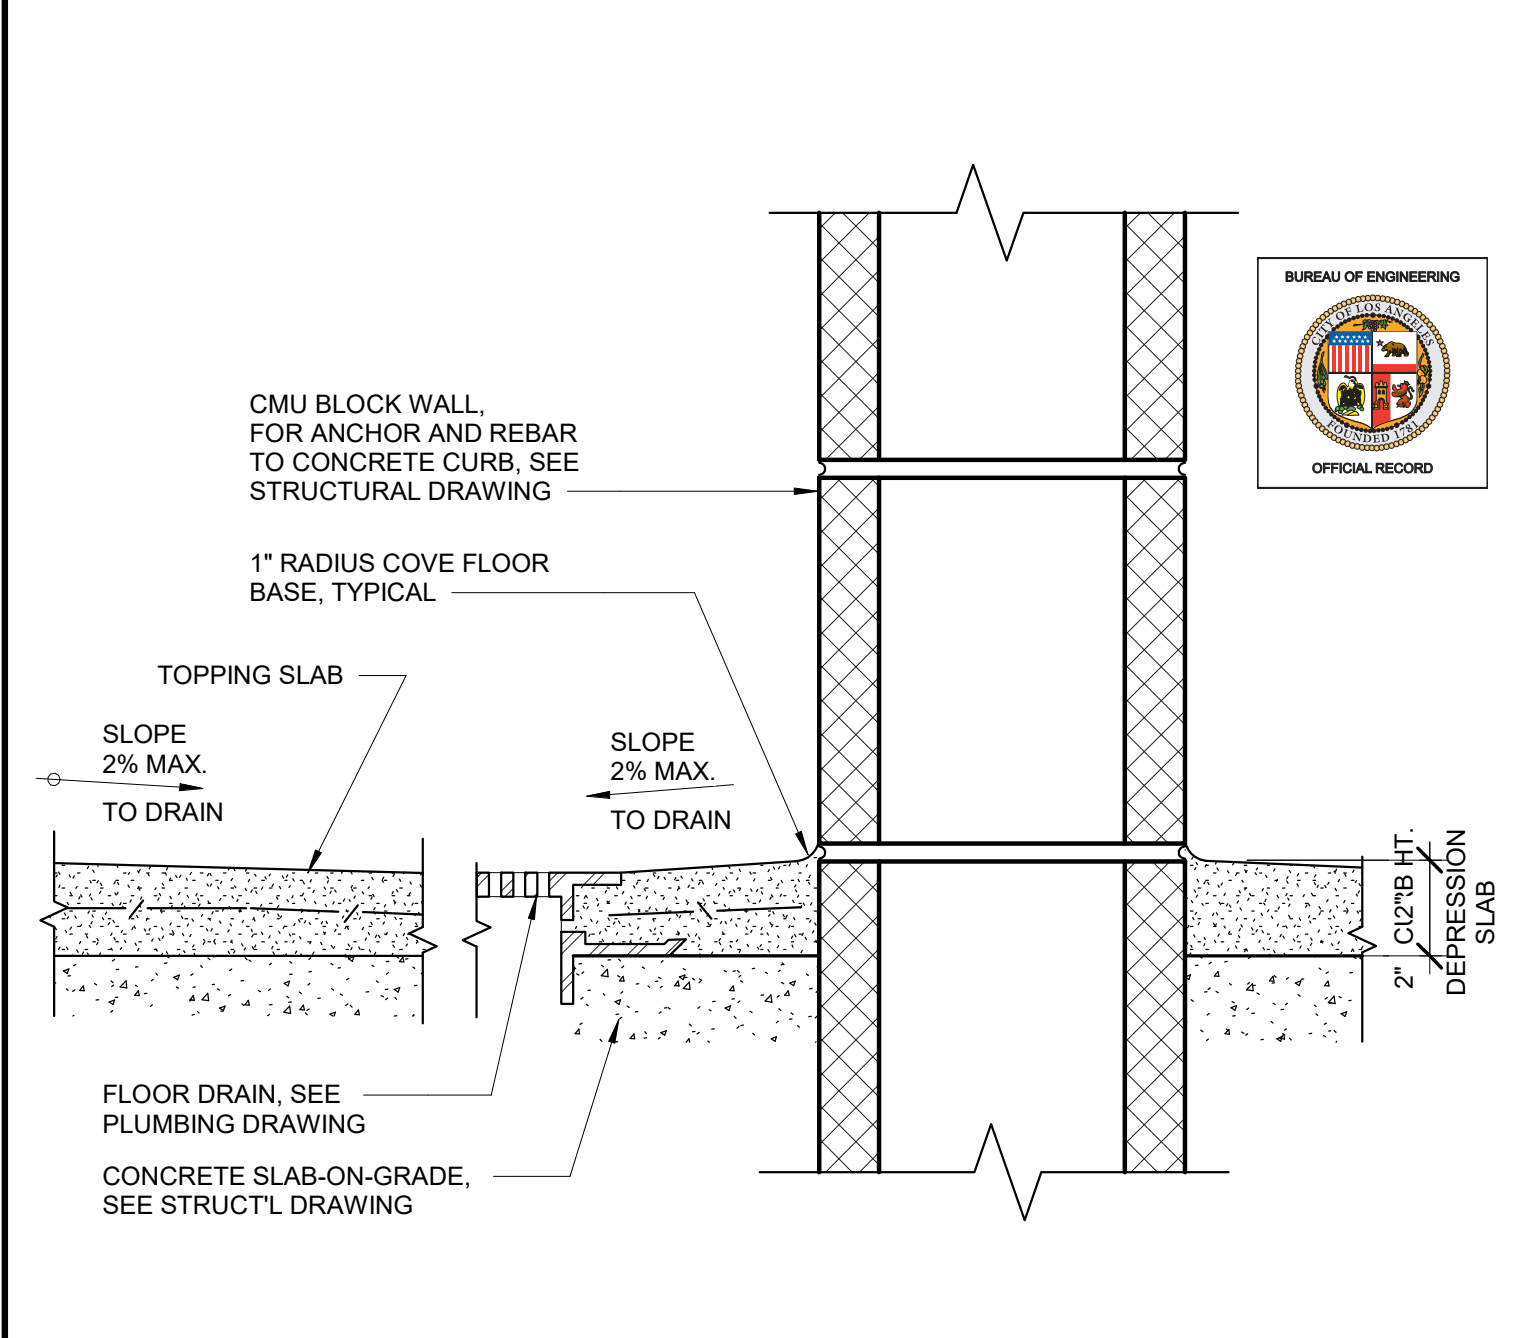 BUREAU OF ENGINEERING
CITY OF LOS ANGELES
FOUNDED 1781
OFFICIAL RECORD
CMU BLOCK WALL,
FOR ANCHOR AND REBAR
TO CONCRETE CURB, SEE
STRUCTURAL DRAWING
1" RADIUS COVE FLOOR
BASE, TYPICAL
TOPPING SLAB
SLOPE
2% MAX.
TO DRAIN
SLOPE
2% MAX.
TO DRAIN
2" HT.
DEPRESSION
SLAB
FLOOR DRAIN, SEE
PLUMBING DRAWING
CONCRETE SLAB-ON-GRADE,
SEE STRUCT'L DRAWING